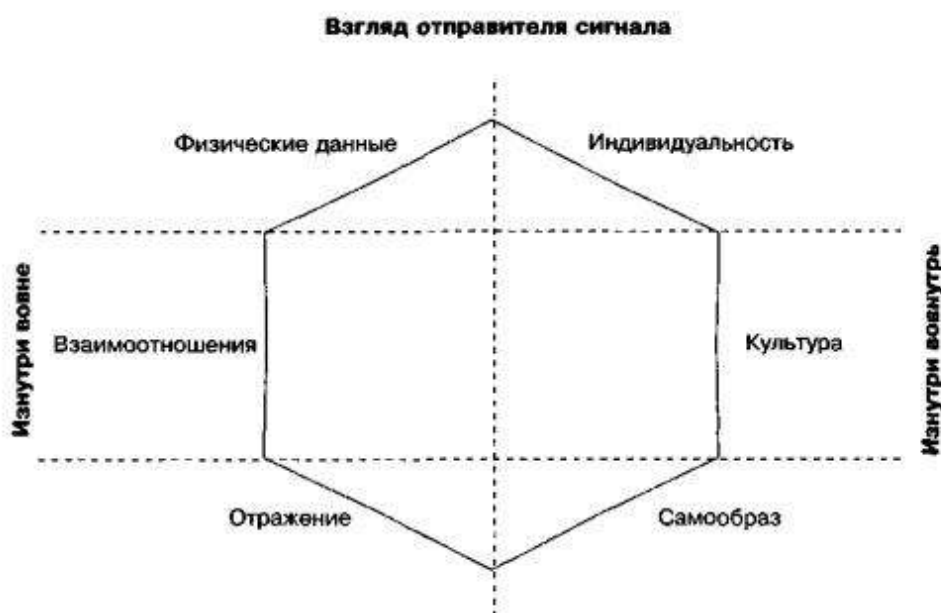 Взгляд отправителя сигнала
Физические данные
Индивидуальность
Изнутри вовне
Взаимоотношения
Культура
Изнутри вовнутрь
Отражение
Самообраз